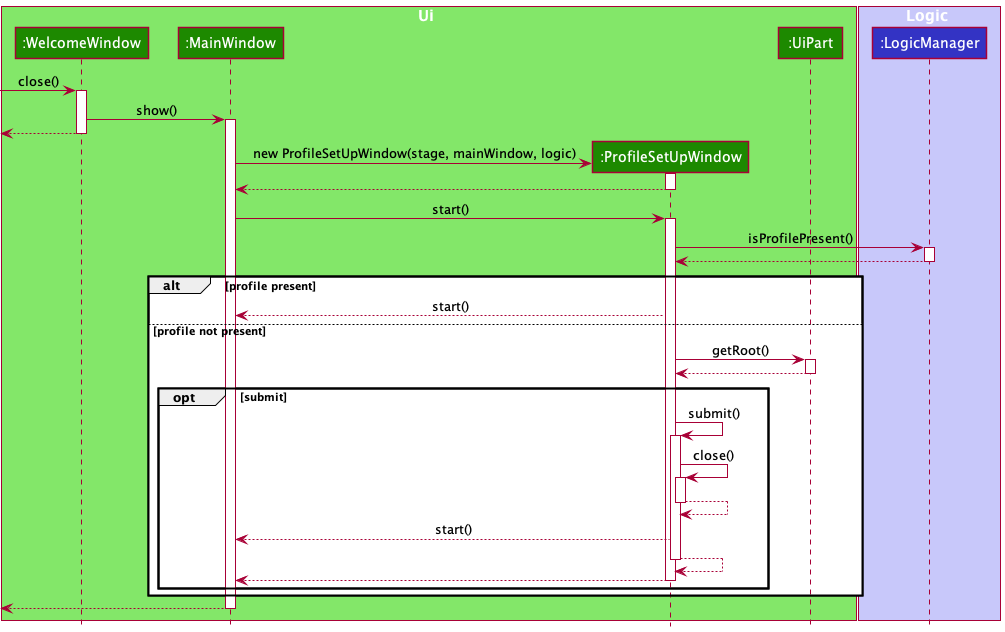 Ui
Logic
:WelcomeWindow
:MainWindow
:UiPart
:LogicManager
close()
show()
new ProfileSetUpWindow(stage, mainWindow, logic)
:ProfileSetUpWindow
start()
isProfilePresent()
alt
[profile present]
start()
[profile not present]
getRoot()
opt
[submit]
submit()
close()
start()